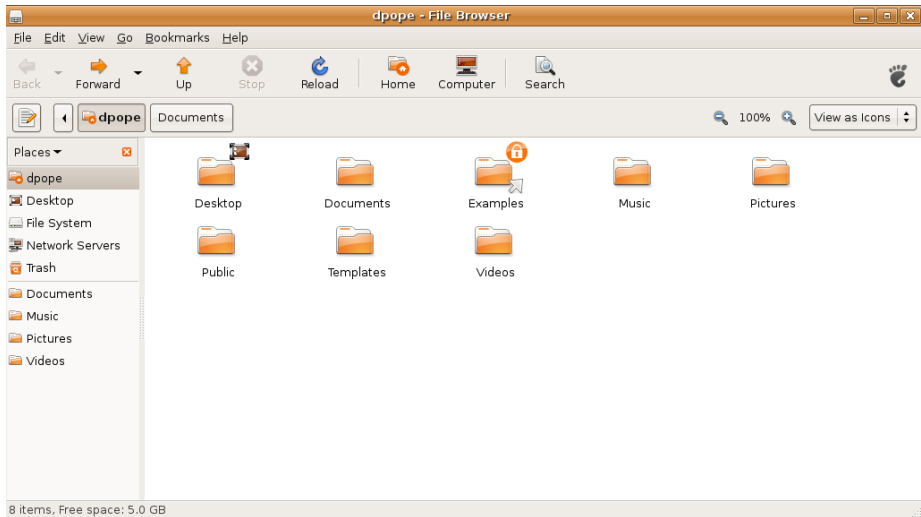 dpope - File Browser
File Edit View Go Bookmarks Help
Back Forward Up Stop Reload Home Computer Search
dpope Documents 100% View as Icons
Places
dpope
Desktop
File System
Network Servers
Trash
Documents
Music
Pictures
Videos
Desktop Documents Examples Music Pictures
Public Templates Videos
8 items, Free space: 5.0 GB